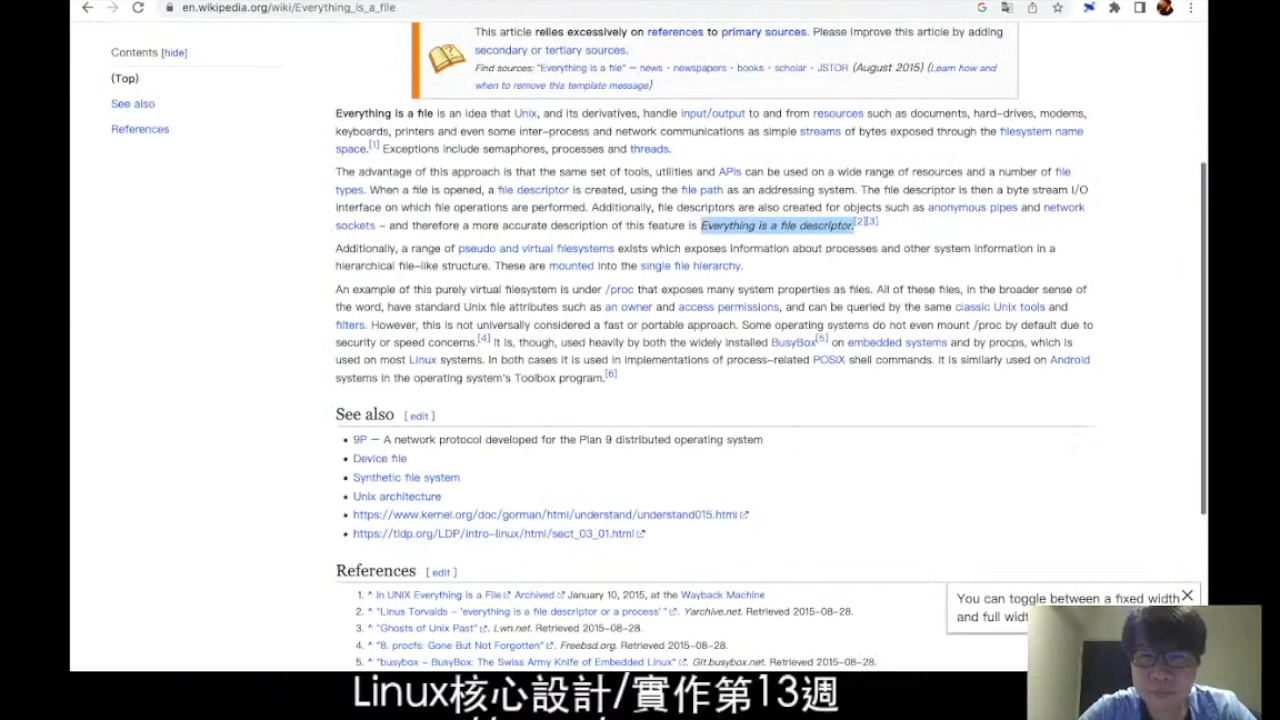 en.wikipedia.org/wiki/Everything_is_a_file
Contents [hide]
(Top)
See also
References
This article relies excessively on references to primary sources. Please improve this article by adding
secondary or tertiary sources.
Find sources: "Everything is a file" – news · newspapers · books · scholar · JSTOR (August 2015) (Learn how and
when to remove this template message)
Everything is a file is an idea that Unix, and its derivatives, handle input/output to and from resources such as documents, hard-drives, modems,
keyboards, printers and even some inter-process and network communications as simple streams of bytes exposed through the filesystem name
space.[1] Exceptions include semaphores, processes and threads.
The advantage of this approach is that the same set of tools, utilities and APIs can be used on a wide range of resources and a number of file
types. When a file is opened, a file descriptor is created, using the file path as an addressing system. The file descriptor is then a byte stream I/O
interface on which file operations are performed. Additionally, file descriptors are also created for objects such as anonymous pipes and network
sockets – and therefore a more accurate description of this feature is Everything is a file descriptor.[2][3]
Additionally, a range of pseudo and virtual filesystems exists which exposes information about processes and other system information in a
hierarchical file-like structure. These are mounted into the single file hierarchy.
An example of this purely virtual filesystem is under /proc that exposes many system properties as files. All of these files, in the broader sense of
the word, have standard Unix file attributes such as an owner and access permissions, and can be queried by the same classic Unix tools and
filters. However, this is not universally considered a fast or portable approach. Some operating systems do not even mount /proc by default due to
security or speed concerns.[4] It is, though, used heavily by both the widely installed BusyBox[5] on embedded systems and by procps, which is
used on most Linux systems. In both cases it is used in implementations of process-related POSIX shell commands. It is similarly used on Android
systems in the operating system's Toolbox program.[6]
See also [ edit ]
• 9P – A network protocol developed for the Plan 9 distributed operating system
• Device file
• Synthetic file system
• Unix architecture
• https://www.kernel.org/doc/gorman/html/understand/understand015.html
• https://tldp.org/LDP/intro-linux/html/sect_03_01.html
References [ edit ]
1. ^ In UNIX Everything is a File Archived January 10, 2015, at the Wayback Machine
2. ^ "Linus Torvalds - 'everything is a file descriptor or a process'". Yarchive.net. Retrieved 2015-08-28.
3. ^ "Ghosts of Unix Past". Lwn.net. Retrieved 2015-08-28.
4. ^ "8. procfs: Gone But Not Forgotten". Freebsd.org. Retrieved 2015-08-28.
5. ^ "busybox - BusyBox: The Swiss Army Knife of Embedded Linux". Git.busybox.net. Retrieved 2015-08-28.
You can toggle between a fixed width
and full
Linux核心設計/實作第13週